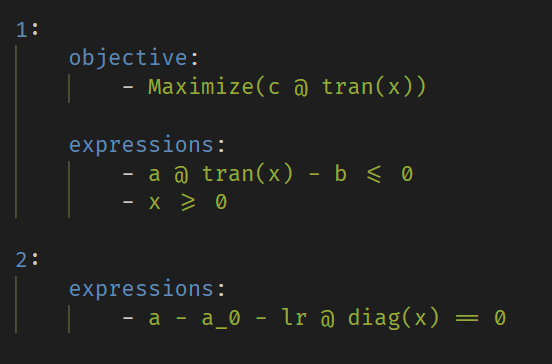 1:
objective:
- Maximize(c @ tran(x))
expressions:
- a @ tran(x) - b <= 0
- x >= 0
2:
expressions:
- a - a_0 - lr @ diag(x) == 0